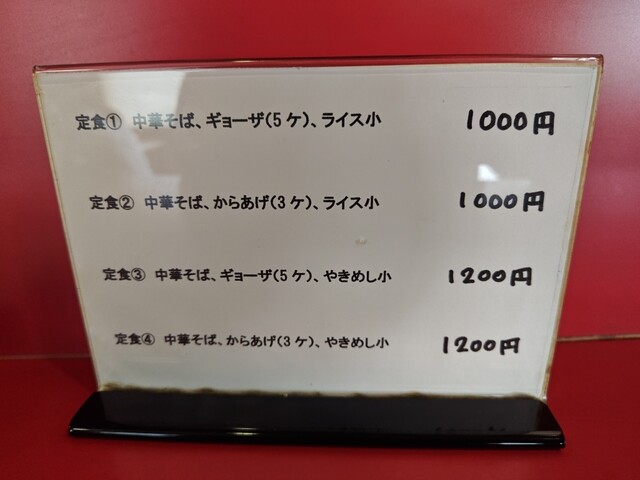 定食① 中華そば、ギョーザ(5ケ)、ライス小 1000円
定食② 中華そば、からあげ(3ケ)、ライス小 1000円
定食③ 中華そば、ギョーザ(5ケ)、やきめし小 1200円
定食④ 中華そば、からあげ(3ケ)、やきめし小 1200円